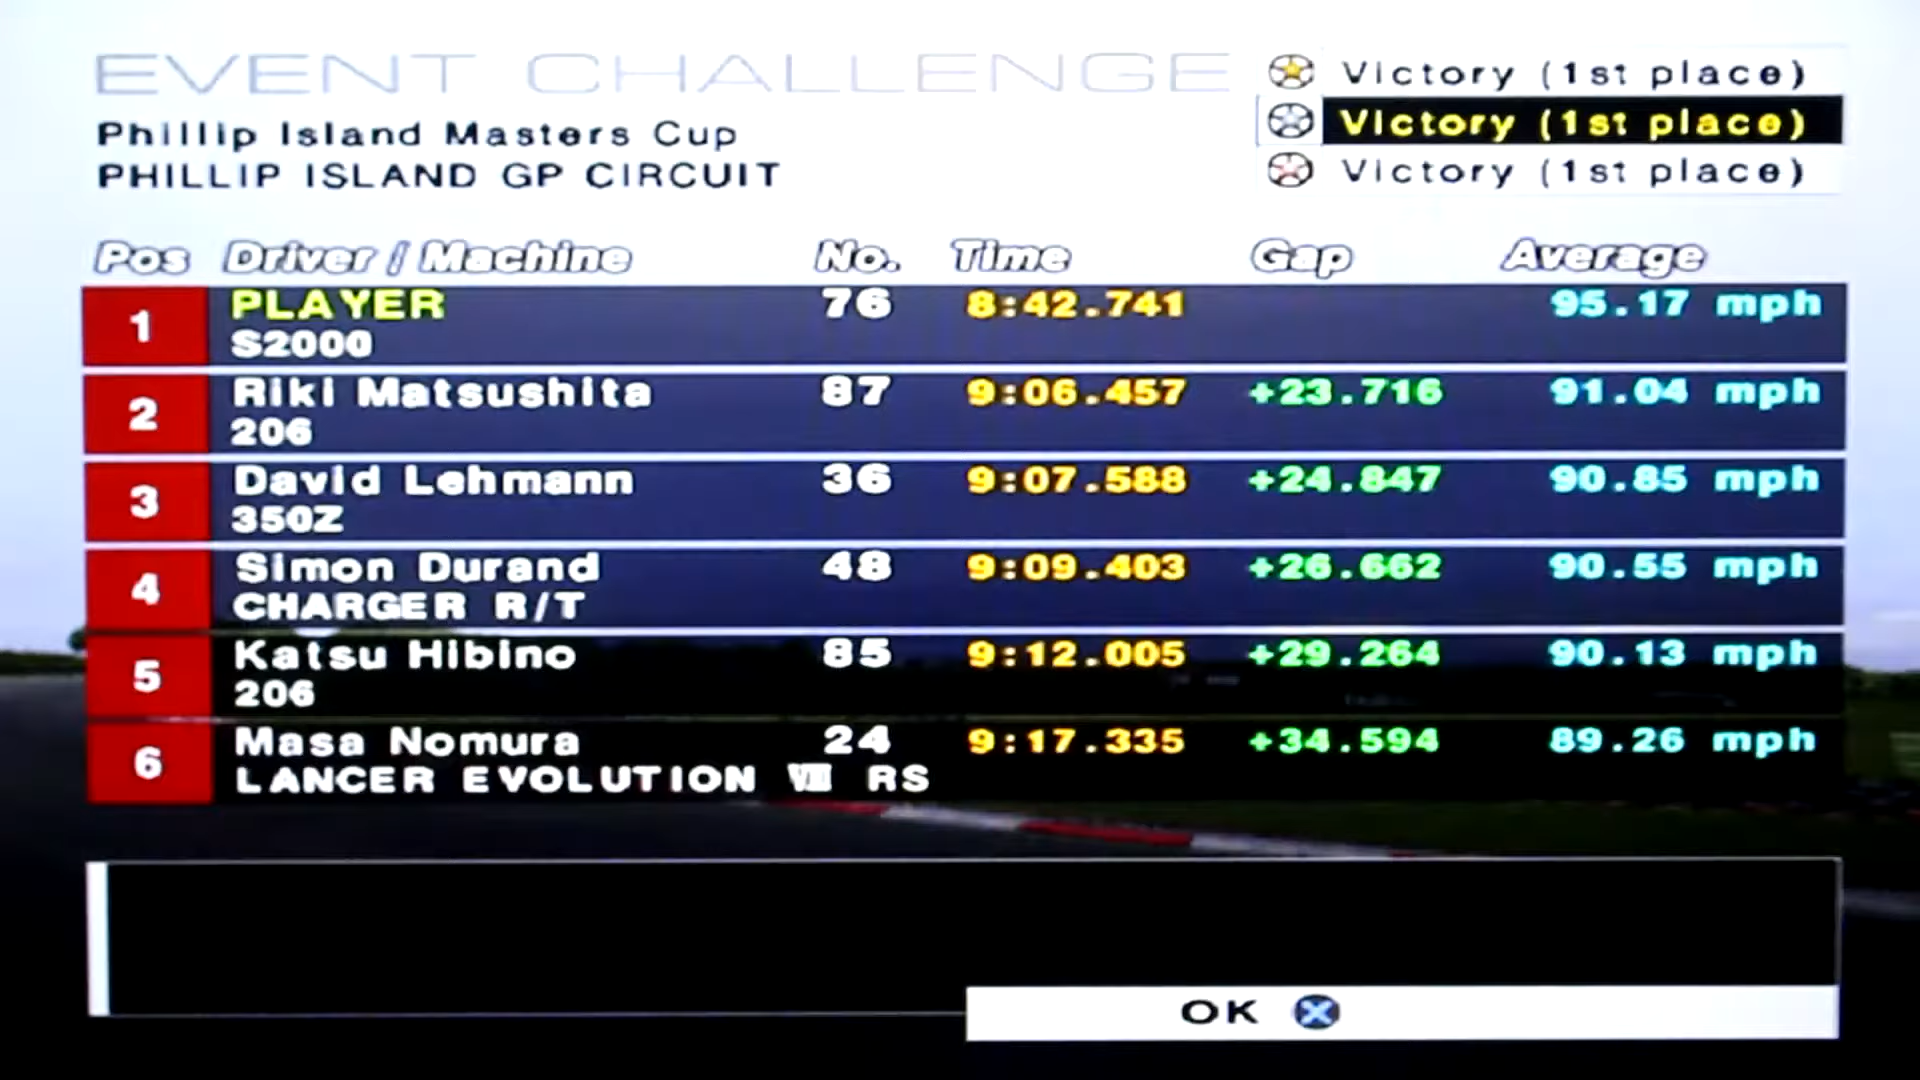 EVENT CHALLENGE
Victory (1st place)
Phillip Island Masters Cup
Victory (1st place)
PHILLIP ISLAND GP CIRCUIT
Victory (1st place)
Pos Driver / Machine No. Time Gap Average
1 PLAYER 76 8:42.741 95.17 mph
S2000
2 Riki Matsushita 87 9:06.457 +23.716 91.04 mph
206
3 David Lehmann 36 9:07.588 +24.847 90.85 mph
350Z
4 Simon Durand 48 9:09.403 +26.662 90.55 mph
CHARGER R/T
5 Katsu Hibino 85 9:12.005 +29.264 90.13 mph
206
6 Masa Nomura 24 9:17.335 +34.594 89.26 mph
LANCER EVOLUTION VIII RS
OK